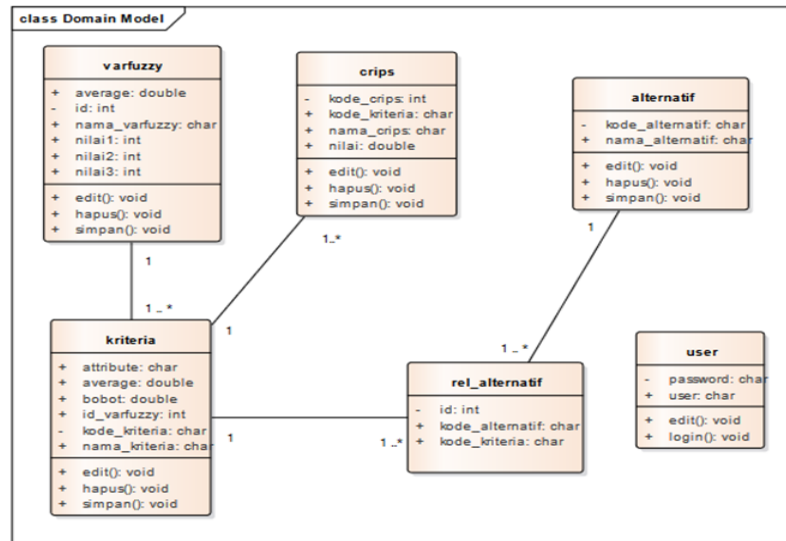 class Domain Model
varfuzzy
+ average: double
- id: int
+ nama_varfuzzy: char
+ nilai1: int
+ nilai2: int
+ nilai3: int
+ edit(): void
+ hapus(): void
+ simpan(): void
crips
- kode_crips: int
+ kode_kriteria: char
+ nama_crips: char
+ nilai: double
+ edit(): void
+ hapus(): void
+ simpan(): void
alternatif
- kode_alternatif: char
+ nama_alternatif: char
+ edit(): void
+ hapus(): void
+ simpan(): void
1
1 .. *
1..*
1
1
1 .. *
kriteria
+ attribute: char
+ average: double
+ bobot: double
+ id_varfuzzy: int
- kode_kriteria: char
+ nama_kriteria: char
+ edit(): void
+ hapus(): void
+ simpan(): void
1
1 ..*
rel_alternatif
- id: int
+ kode_alternatif: char
+ kode_kriteria: char
user
- password: char
+ user: char
+ edit(): void
+ login(): void